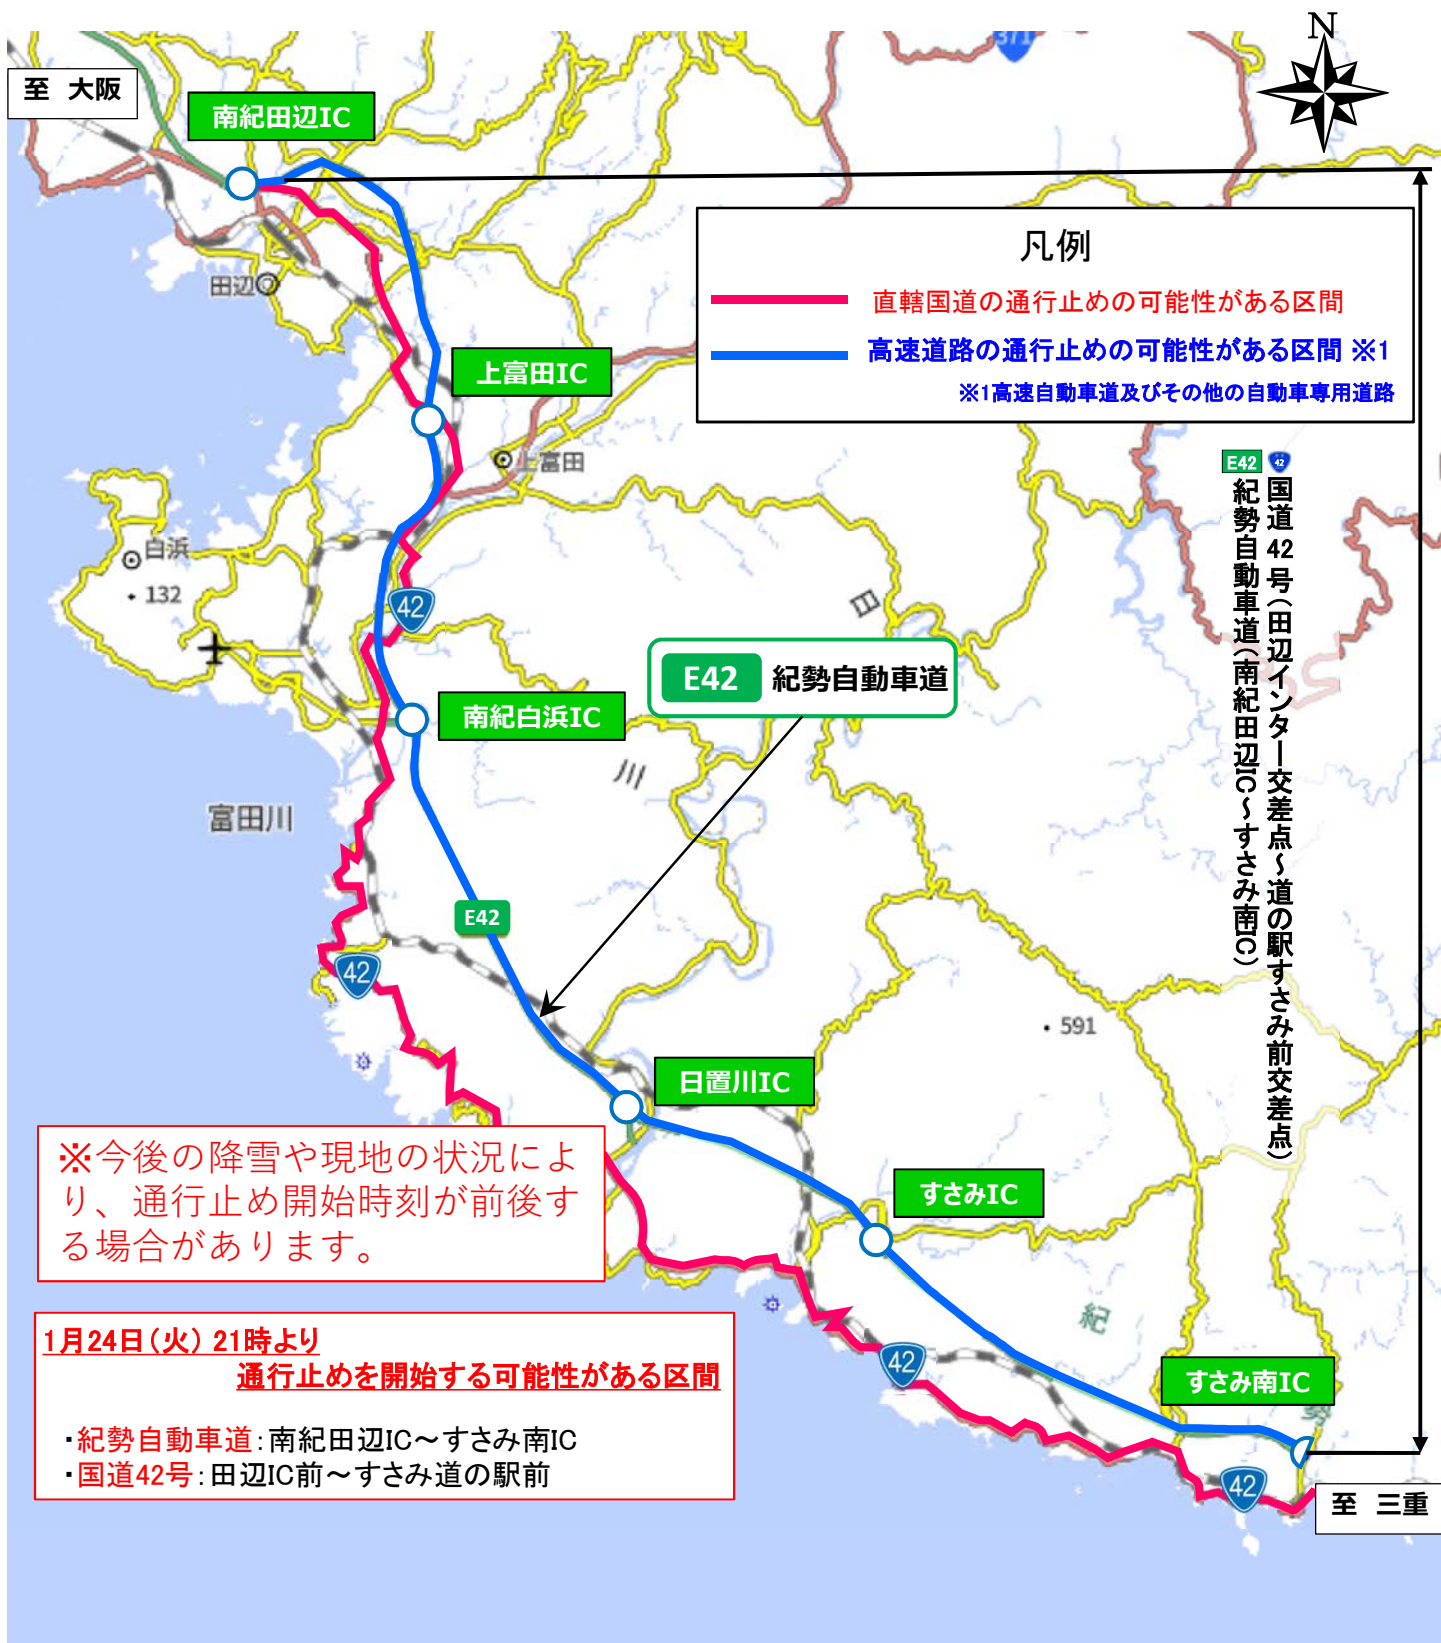 N
371
至 大阪
南紀田辺IC
凡例
直轄国道の通行止めの可能性がある区間
高速道路の通行止めの可能性がある区間 ※1
※1高速自動車道及びその他の自動車専用道路
田辺
上富田IC
上富田
E42 42
国道42号(田辺インター交差点~道の駅すさみ前交差点)
紀勢自動車道(南紀田辺IC~すさみ南IC)
白浜
・132
42
日
E42 紀勢自動車道
南紀白浜IC
川
富田川
E42
42
・591
日置川IC
※今後の降雪や現地の状況によ
り、通行止め開始時刻が前後す
る場合があります。
すさみIC
紀
1月24日(火) 21時より
通行止めを開始する可能性がある区間
・紀勢自動車道:南紀田辺IC~すさみ南IC
・国道42号:田辺IC前~すさみ道の駅前
42
すさみ南IC
勢
42
至 三重